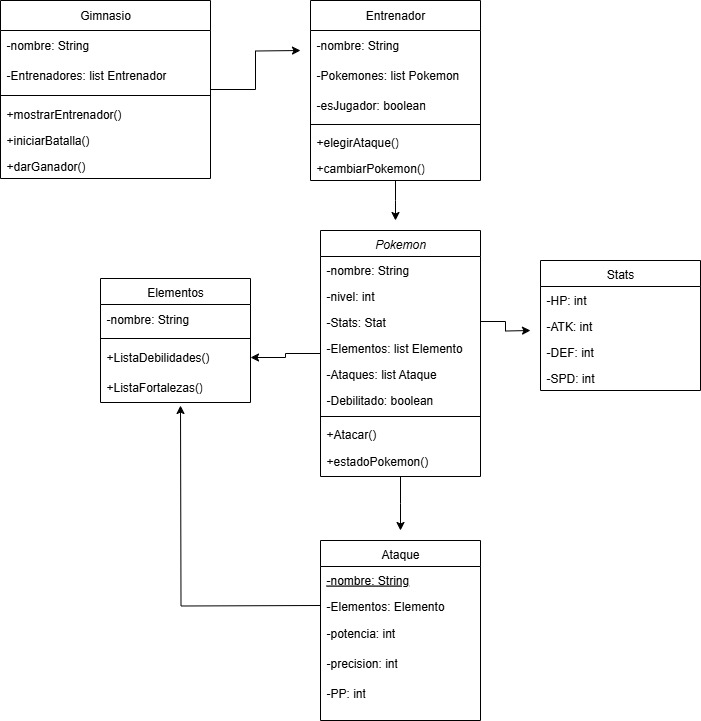 Gimnasio
-nombre: String
-Entrenadores: list Entrenador
+mostrarEntrenador()
+iniciarBatalla()
+darGanador()
Entrenador
-nombre: String
-Pokemones: list Pokemon
-esJugador: boolean
+elegirAtaque()
+cambiarPokemon()
Pokemon
-nombre: String
-nivel: int
-Stats: Stat
-Elementos: list Elemento
-Ataques: list Ataque
-Debilitado: boolean
+Atacar()
+estadoPokemon()
Stats
-HP: int
-ATK: int
-DEF: int
-SPD: int
Elementos
-nombre: String
+ListaDebilidades()
+ListaFortalezas()
Ataque
-nombre: String
-Elementos: Elemento
-potencia: int
-precision: int
-PP: int